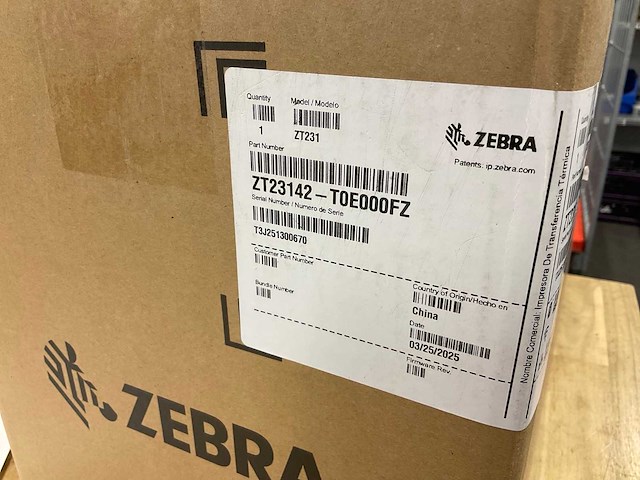 Quantity
1
Model / Modelo
ZT231
ZEBRA
Patents: ip.zebra.com
Part Number
ZT23142-T0E000FZ
Serial Number / Número de Serie
T3J251300670
Customer Part Number
Bundle Number
Country of Origin/Hecho en
China
Date
03/25/2025
Firmware Rev.
Nombre Comercial: Impresora De Transferencia Térmica
ZEBRA